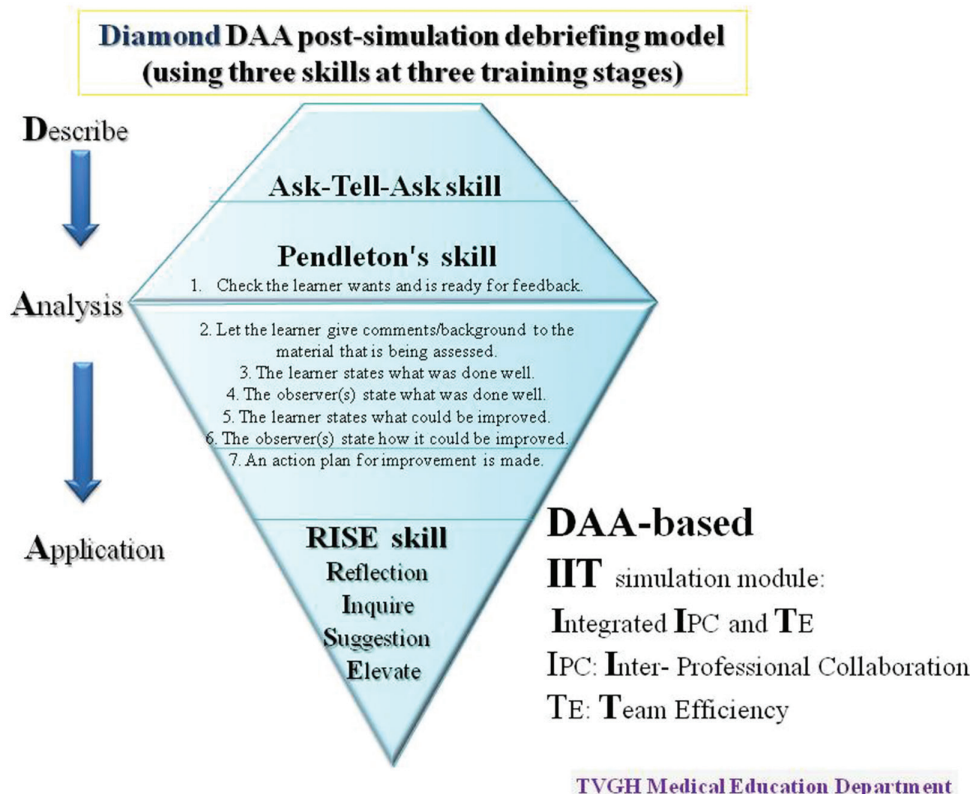 Diamond DAA post-simulation debriefing model
(using three skills at three training stages)
Describe
Ask-Tell-Ask skill
Pendleton's skill
1. Check the learner wants and is ready for feedback.
Analysis
2. Let the learner give comments/background to the
material that is being assessed.
3. The learner states what was done well.
4. The observer(s) state what was done well.
5. The learner states what could be improved.
6. The observer(s) state how it could be improved.
7. An action plan for improvement is made.
Application
RISE skill
Reflection
Inquire
Suggestion
Elevate
DAA-based
IIT simulation module:
Integrated IPC and TE
IPC: Inter- Professional Collaboration
TE: Team Efficiency
TVGH Medical Education Department